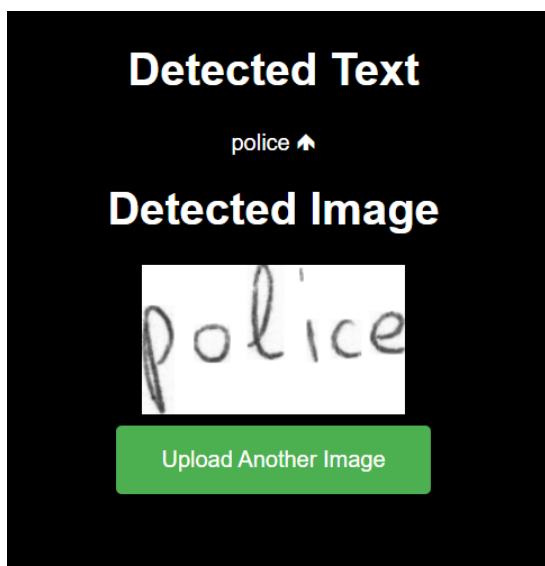 Detected Text
police 🡹
Detected Image
police
Upload Another Image